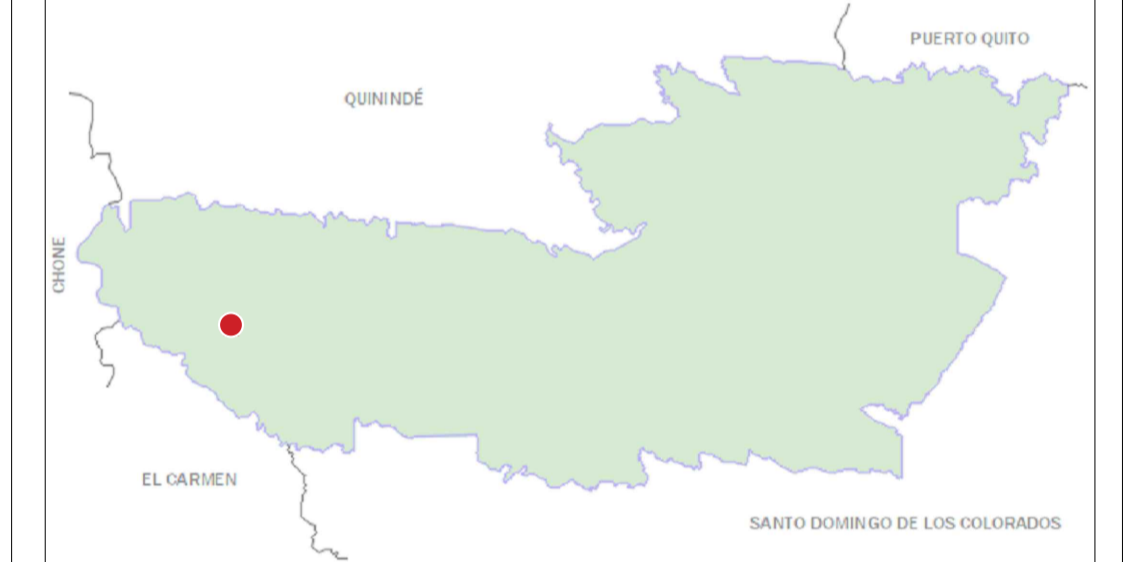 PUERTO QUITO
QUININDÉ
CHONE
EL CARMEN
SANTO DOMINGO DE LOS COLORADOS